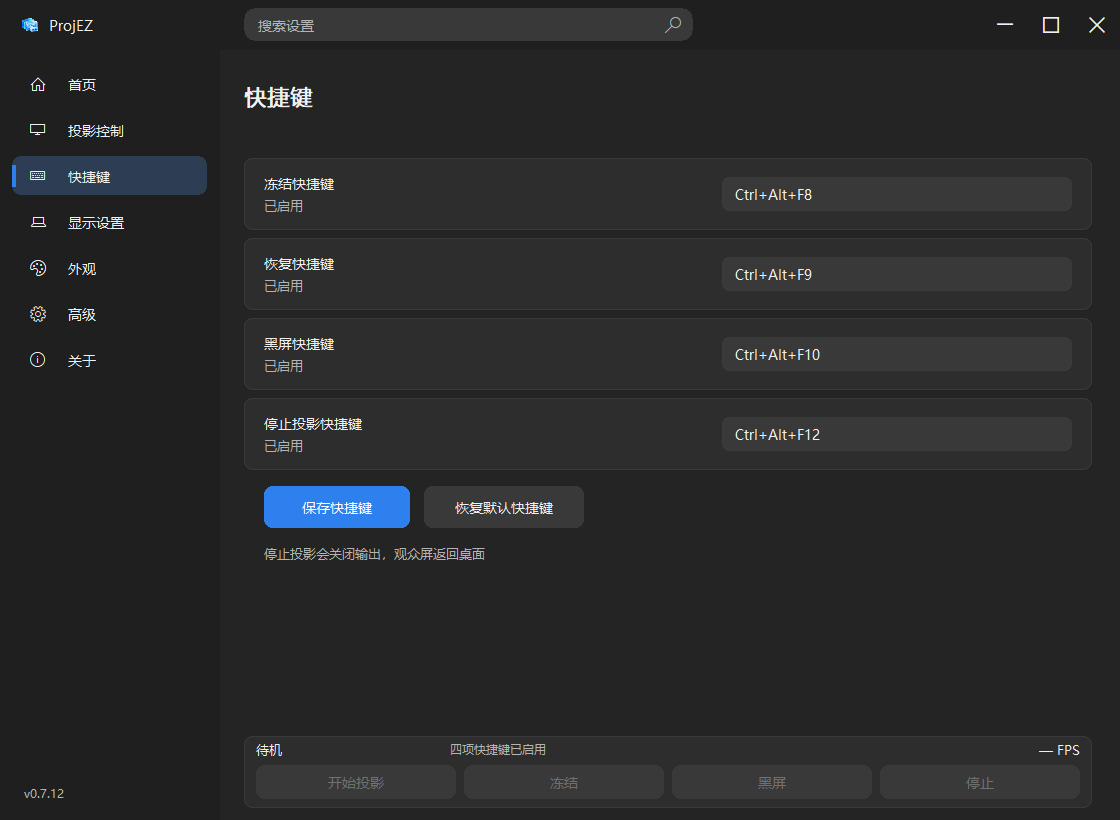 ProjEZ
搜索设置
首页
投影控制
快捷键
显示设置
外观
高级
关于
v0.7.12
快捷键
冻结快捷键
已启用
Ctrl+Alt+F8
恢复快捷键
已启用
Ctrl+Alt+F9
黑屏快捷键
已启用
Ctrl+Alt+F10
停止投影快捷键
已启用
Ctrl+Alt+F12
保存快捷键
恢复默认快捷键
停止投影会关闭输出，观众屏返回桌面
待机
四项快捷键已启用
— FPS
开始投影
冻结
黑屏
停止